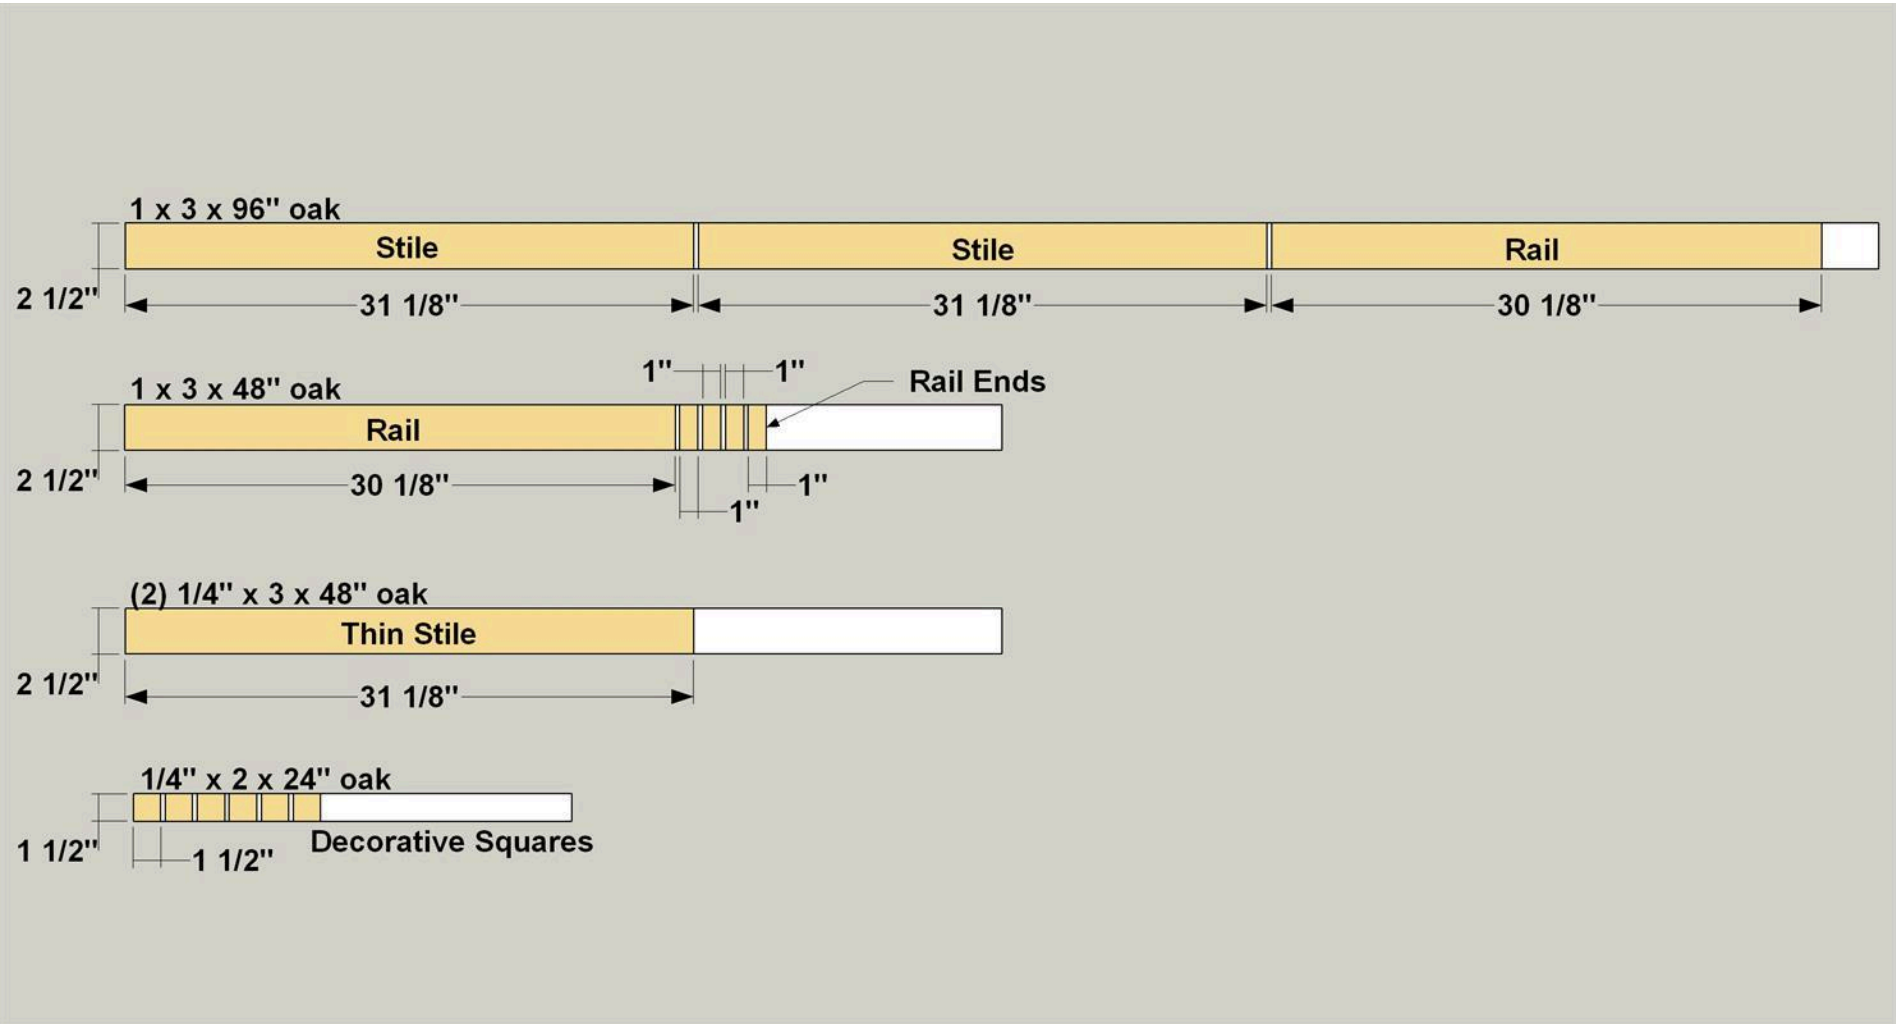 1 x 3 x 96" oak
Stile
Stile
Rail
2 1/2"
31 1/8"
31 1/8"
30 1/8"
1"
1"
Rail Ends
1 x 3 x 48" oak
Rail
2 1/2"
30 1/8"
1"
1"
(2) 1/4" x 3 x 48" oak
Thin Stile
2 1/2"
31 1/8"
1/4" x 2 x 24" oak
Decorative Squares
1 1/2"
1 1/2"